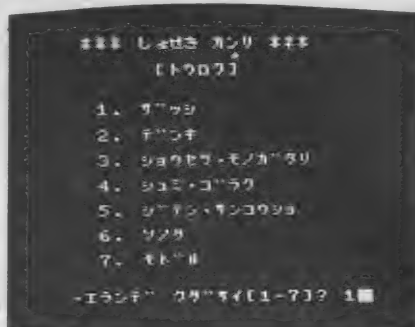 *** しょせき カンリ ***
[トウロク]
1. ザッシ
2. デンキ
3. ショウセツ・モノガタリ
4. シュミ・ゴラク
5. ジテン・サンコウショ
6. ソノタ
7. モドル
-エランデ クダサイ[1-7]? 1